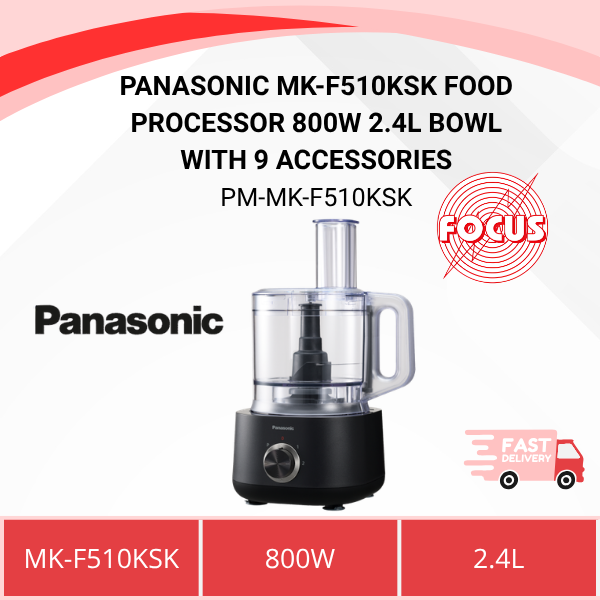 PANASONIC MK-F510KSK FOOD
PROCESSOR 800W 2.4L BOWL
WITH 9 ACCESSORIES
PM-MK-F510KSK
FOCUS
Panasonic
Panasonic
FAST
DELIVERY
MK-F510KSK
800W
2.4L